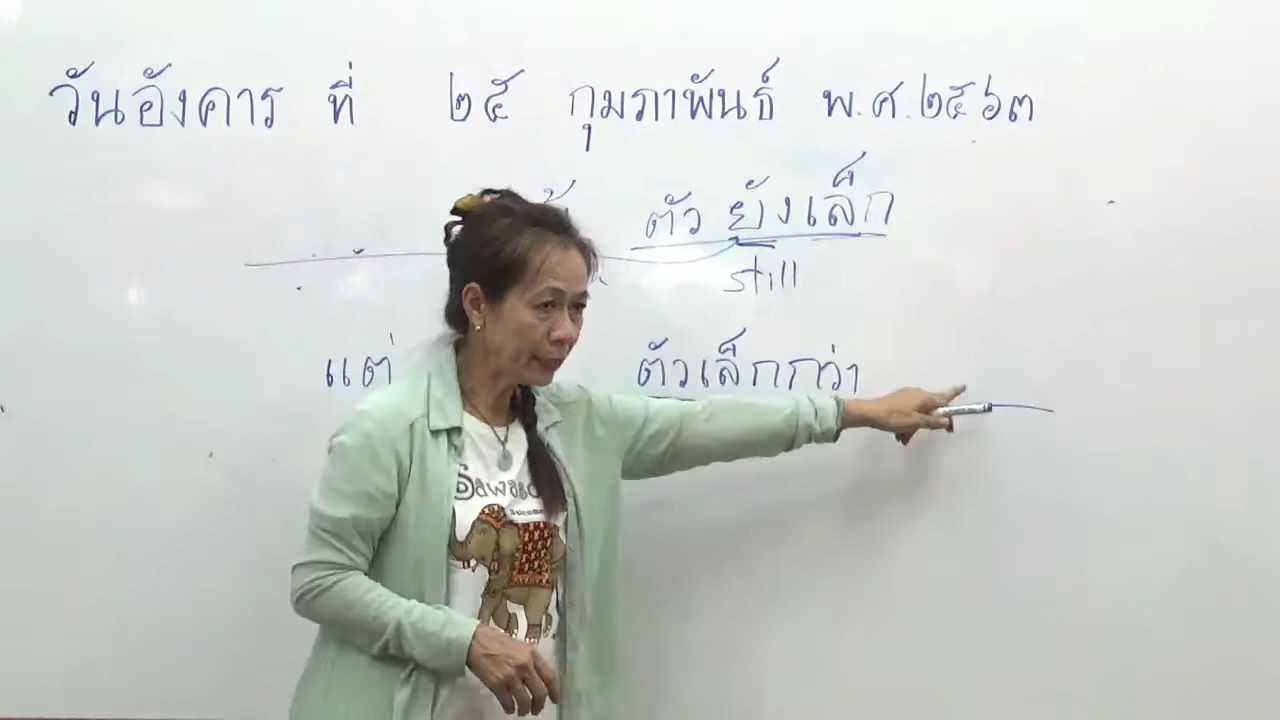 วันอังคาร ที่ ๒๕ กุมภาพันธ์ พ.ศ.๒๕๖๓
ตัว ยังเล็ก
still
แต่ ตัวเล็กกว่า